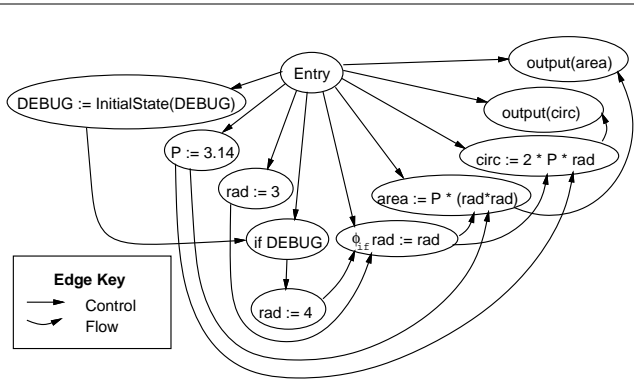 Entry
output(area)
DEBUG := InitialState(DEBUG)
output(circ)
P := 3.14
circ := 2 * P * rad
rad := 3
area := P * (rad*rad)
if DEBUG
ϕif rad := rad
rad := 4
Edge Key
Control
Flow